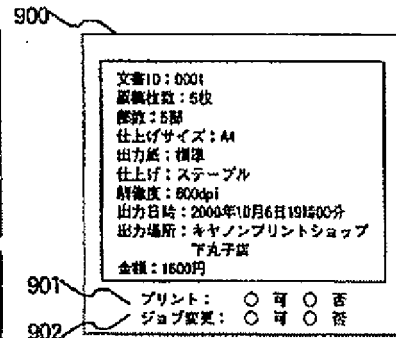 900
文書ID:0001
原稿枚数:5枚
部数:5部
仕上げサイズ:A4
出力紙:標準
仕上げ:ステープル
解像度:600dpi
出力日時:2000年10月6日19時00分
出力場所:キヤノンプリントショップ
下丸子店
金額:1600円
901
プリント: ○ 可 ○ 否
902
ジョブ変更: ○ 可 ○ 否